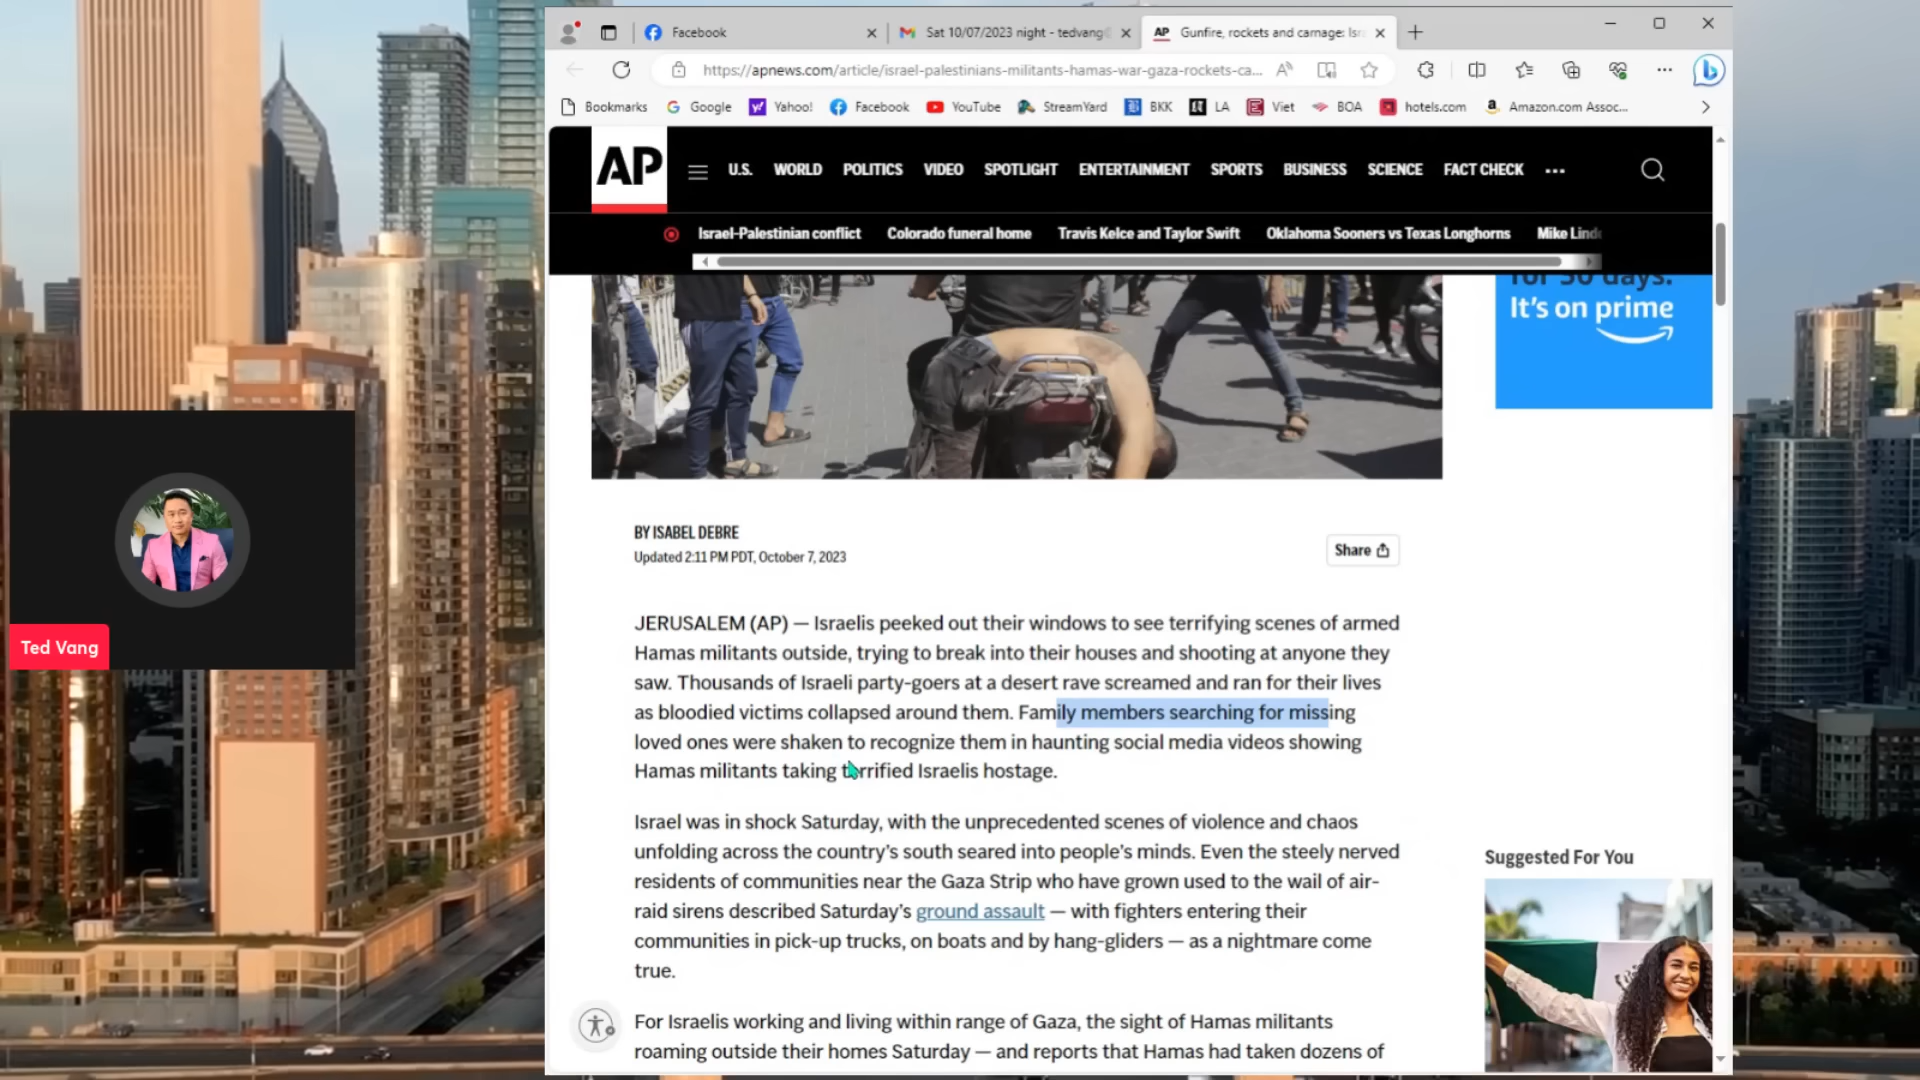 Facebook
Sat 10/07/2023 night - tedvang
Gunfire, rockets and carnage: Isr
https://apnews.com/article/israel-palestinians-militants-hamas-war-gaza-rockets-ca...
Bookmarks
Google
Yahoo!
Facebook
YouTube
StreamYard
BKK
LA
Viet
BOA
hotels.com
Amazon.com Assoc...
AP
U.S.
WORLD
POLITICS
VIDEO
SPOTLIGHT
ENTERTAINMENT
SPORTS
BUSINESS
SCIENCE
FACT CHECK
Israel-Palestinian conflict
Colorado funeral home
Travis Kelce and Taylor Swift
Oklahoma Sooners vs Texas Longhorns
Mike Lind
for 30 days.
It's on prime
BY ISABEL DEBRE
Updated 2:11 PM PDT, October 7, 2023
Share
JERUSALEM (AP) — Israelis peeked out their windows to see terrifying scenes of armed
Hamas militants outside, trying to break into their houses and shooting at anyone they
saw. Thousands of Israeli party-goers at a desert rave screamed and ran for their lives
as bloodied victims collapsed around them. Family members searching for missing
loved ones were shaken to recognize them in haunting social media videos showing
Hamas militants taking terrified Israelis hostage.
Israel was in shock Saturday, with the unprecedented scenes of violence and chaos
unfolding across the country's south seared into people's minds. Even the steely nerved
residents of communities near the Gaza Strip who have grown used to the wail of air-
raid sirens described Saturday's ground assault — with fighters entering their
communities in pick-up trucks, on boats and by hang-gliders — as a nightmare come
true.
For Israelis working and living within range of Gaza, the sight of Hamas militants
roaming outside their homes Saturday — and reports that Hamas had taken dozens of
Suggested For You
Ted Vang